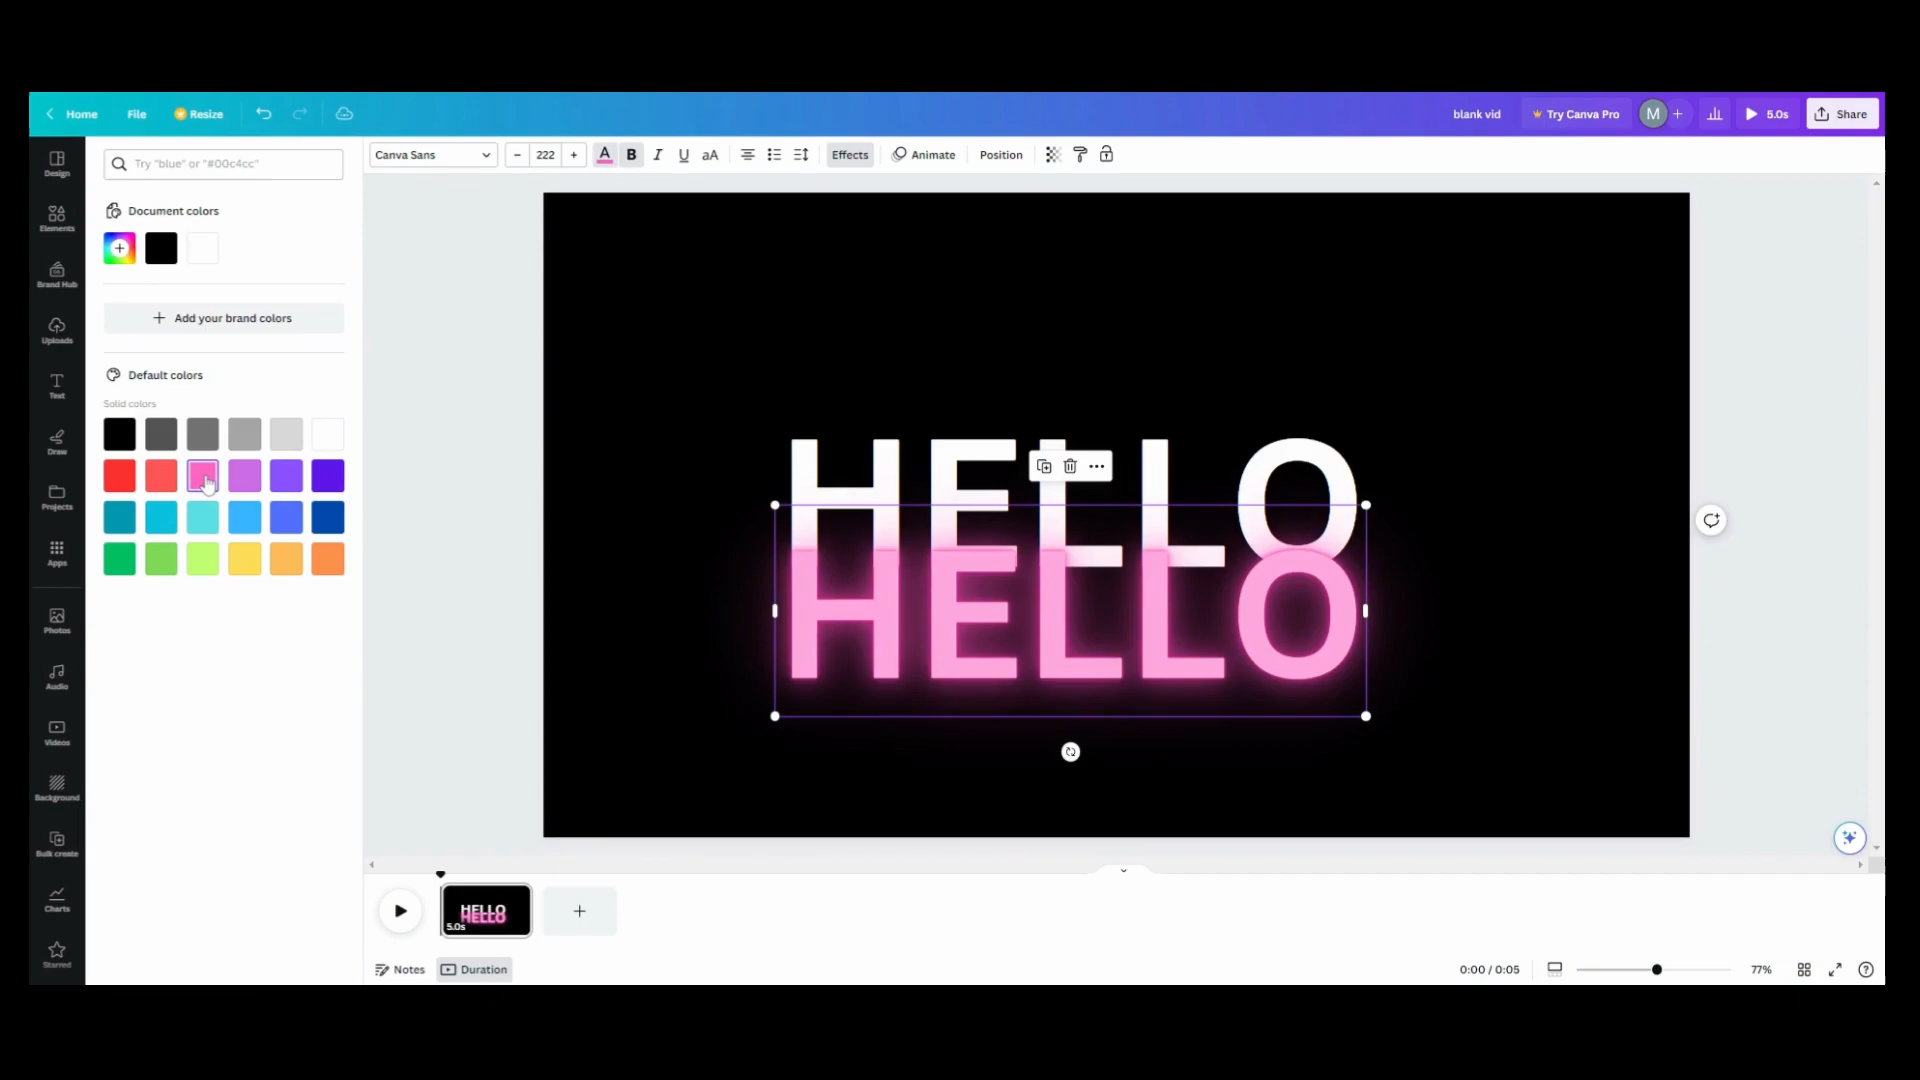 Home File Resize blank vid Try Canva Pro M 5.0s Share
Canva Sans 222 A B I U aA Effects Animate Position
Design
Elements
Brand Hub
Uploads
Text
Draw
Projects
Apps
Photos
Audio
Videos
Background
Bulk create
Charts
Starred
Try "blue" or "#00c4cc"
Document colors
Add your brand colors
Default colors
Solid colors
HELLO
HELLO
HELLO
HELLO
5.0s
Notes Duration 0:00 / 0:05 77%